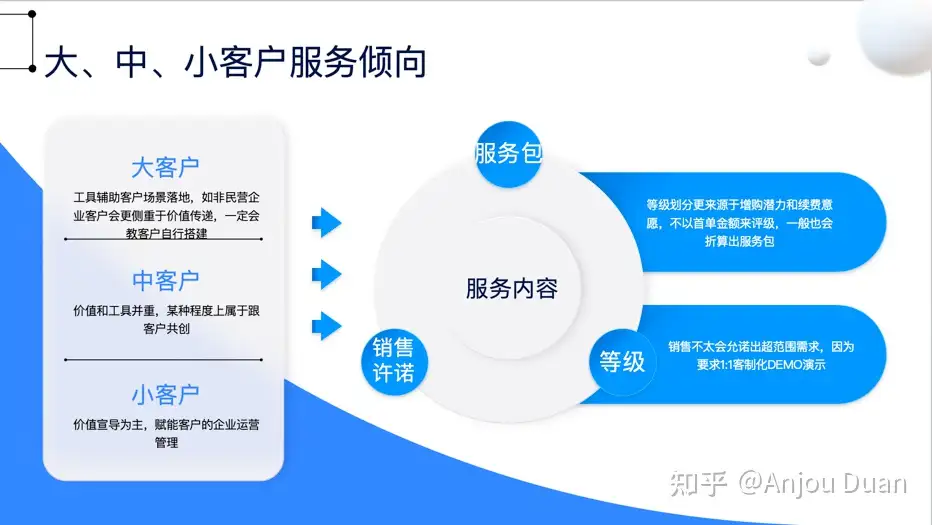 大、中、小客户服务倾向
大客户
工具辅助客户场景落地，如非民营企
业客户会更侧重于价值传递，一定会
教客户自行搭建
中客户
价值和工具并重，某种程度上属于跟
客户共创
小客户
价值宣导为主，赋能客户的企业运营
管理
服务包
服务内容
销售
许诺
等级
等级划分更来源于增购潜力和续费意
愿，不以首单金额来评级，一般也会
折算出服务包
销售不太会允诺出超范围需求，因为
要求1:1客制化DEMO演示
知乎 @Anjou Duan